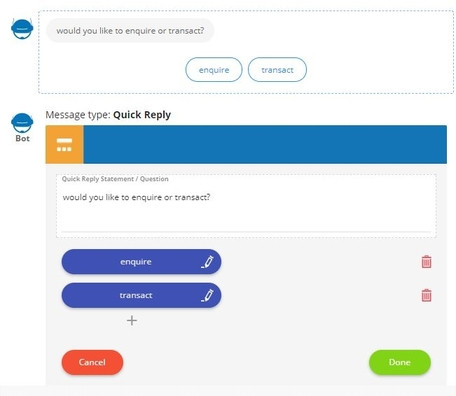 would you like to enquire or transact?
enquire transact
Message type: Quick Reply
Bot
Quick Reply Statement / Question
would you like to enquire or transact?
enquire
transact
Cancel Done